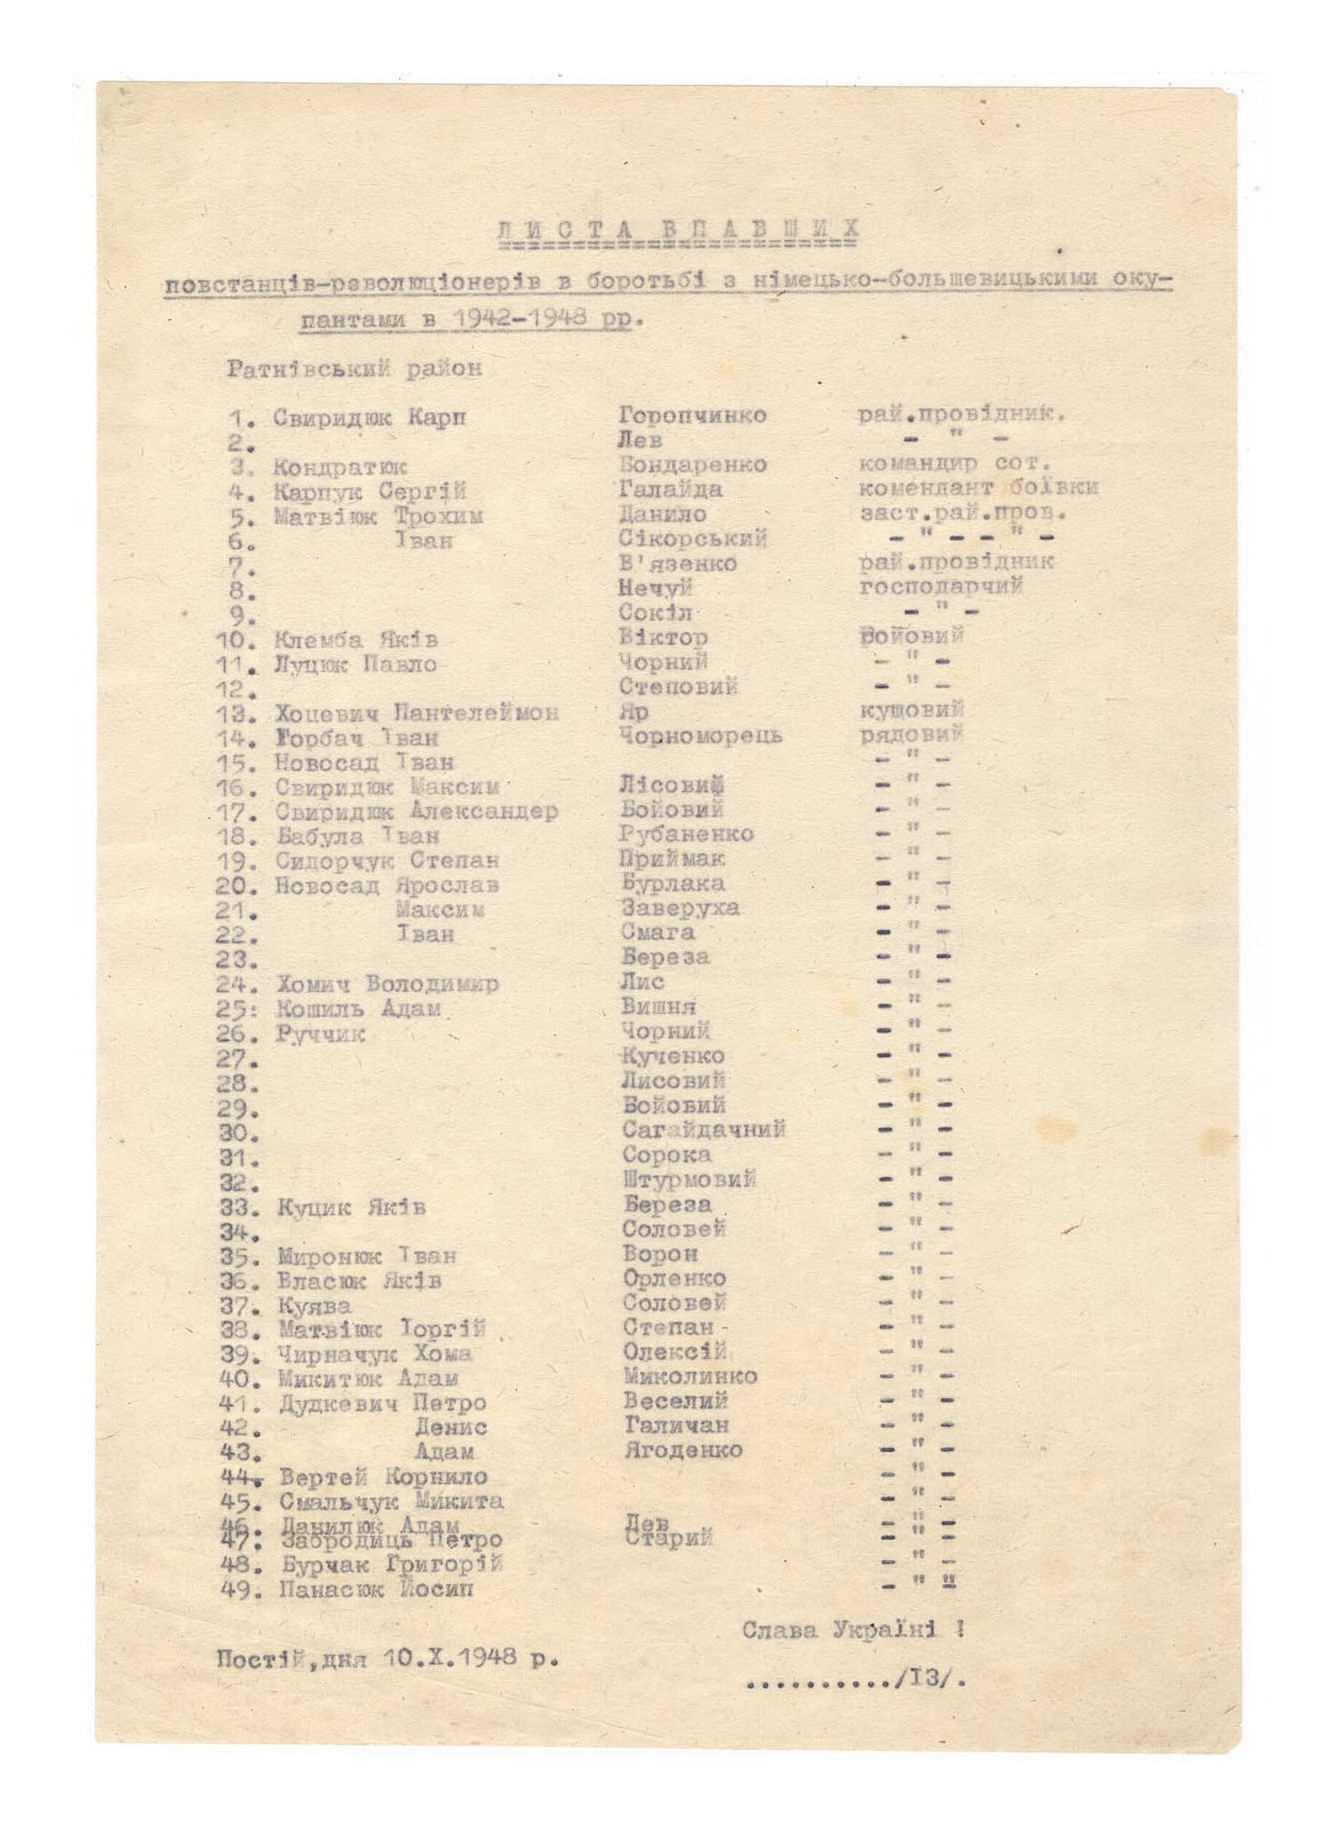 ЛИСТА ВПАВШИХ
повстанців-революціонерів в боротьбі з німецько-большевицькими оку-
пантами в 1942-1948 рр.
Ратнівський район
1. Свиридюк Карп Горопчинко рай.провідник.
2. Лев - " -
3. Кондратюк Бондаренко командир сот.
4. Карпук Сергій Галайда комендант боївки
5. Матвіюк Трохим Данило заст.рай.пров.
6. Іван Сікорський - " - - " -
7. В'язенко рай.провідник
8. Нечуй господарчий
9. Сокіл - " -
10. Клемба Яків Віктор Бойовий
11. Луцюк Павло Чорний - " -
12. Степовий - " -
13. Хоцевич Пантелеймон Яр кущовий
14. Горбач Іван Чорноморець рядовий
15. Новосад Іван - " -
16. Свиридюк Максим Лісовий - " -
17. Свиридюк Александер Бойовий - " -
18. Бабула Іван Рубаненко - " -
19. Сидорчук Степан Приймак - " -
20. Новосад Ярослав Бурлака - " -
21. Максим Заверуха - " -
22. Іван Смага - " -
23. Береза - " -
24. Хомич Володимир Лис - " -
25: Кошиль Адам Вишня - " -
26. Руччик Чорний - " -
27. Кученко - " -
28. Лисовий - " -
29. Бойовий - " -
30. Сагайдачний - " -
31. Сорока - " -
32. Штурмовий - " -
33. Куцик Яків Береза - " -
34. Соловей - " -
35. Миронюк Іван Ворон - " -
36. Власюк Яків Орленко - " -
37. Куява Соловей - " -
38. Матвіюк Іоргій Степан - - " -
39. Чирначук Хома Олексій - " -
40. Микитюк Адам Миколинко - " -
41. Дудкевич Петро Веселий - " -
42. Денис Галичан - " -
43. Адам Ягоденко - " -
44. Вертей Корнило - " -
45. Смальчук Микита - " -
46. Данилюк Адам Лев - " -
47. Забродиць Петро Старий - " -
48. Бурчак Григорій - " -
49. Панасюк Йосип - " "
Слава Україні !
Постій,дня 10.X.1948 р.
........../ІЗ/.